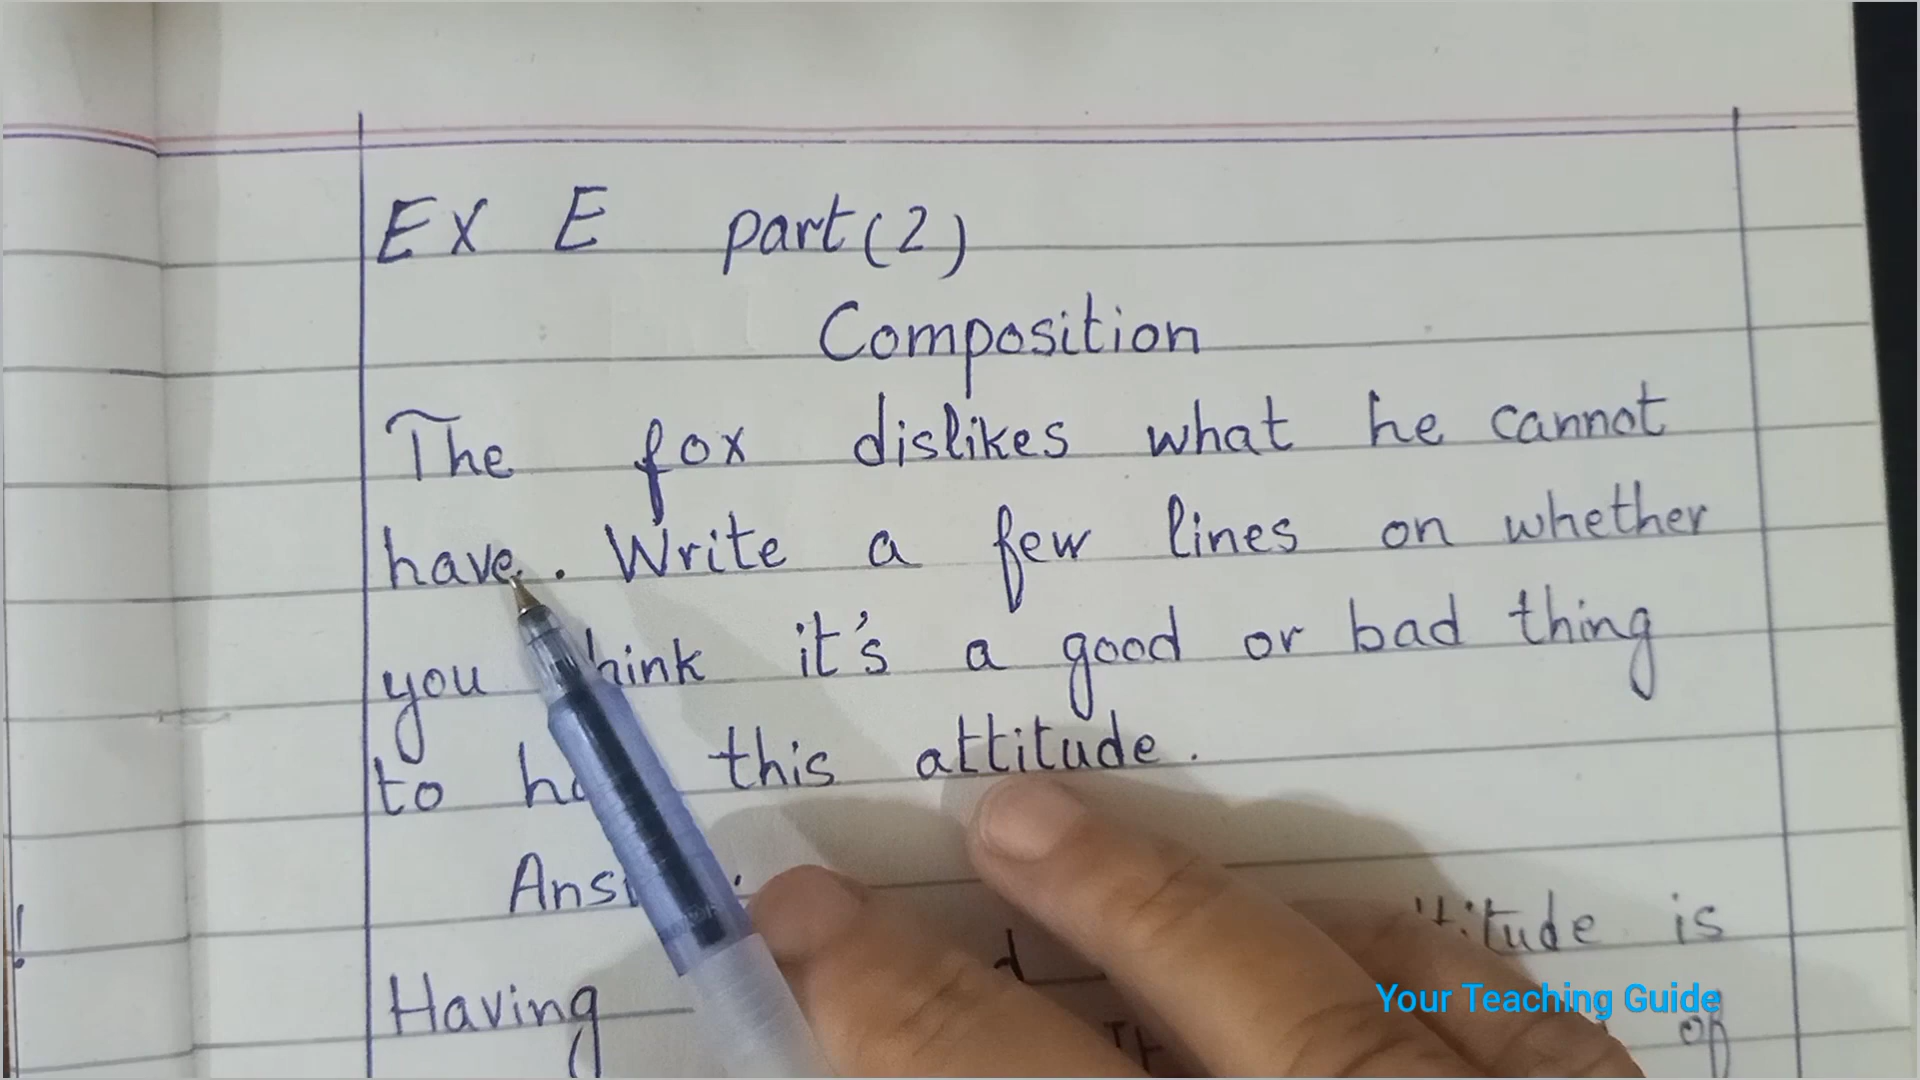 EX E part(2)
Composition
The fox dislikes what he cannot
have. Write a few lines on whether
you think it's a good or bad thing
to this attitude.
is
Having
of
Your Teaching Guide